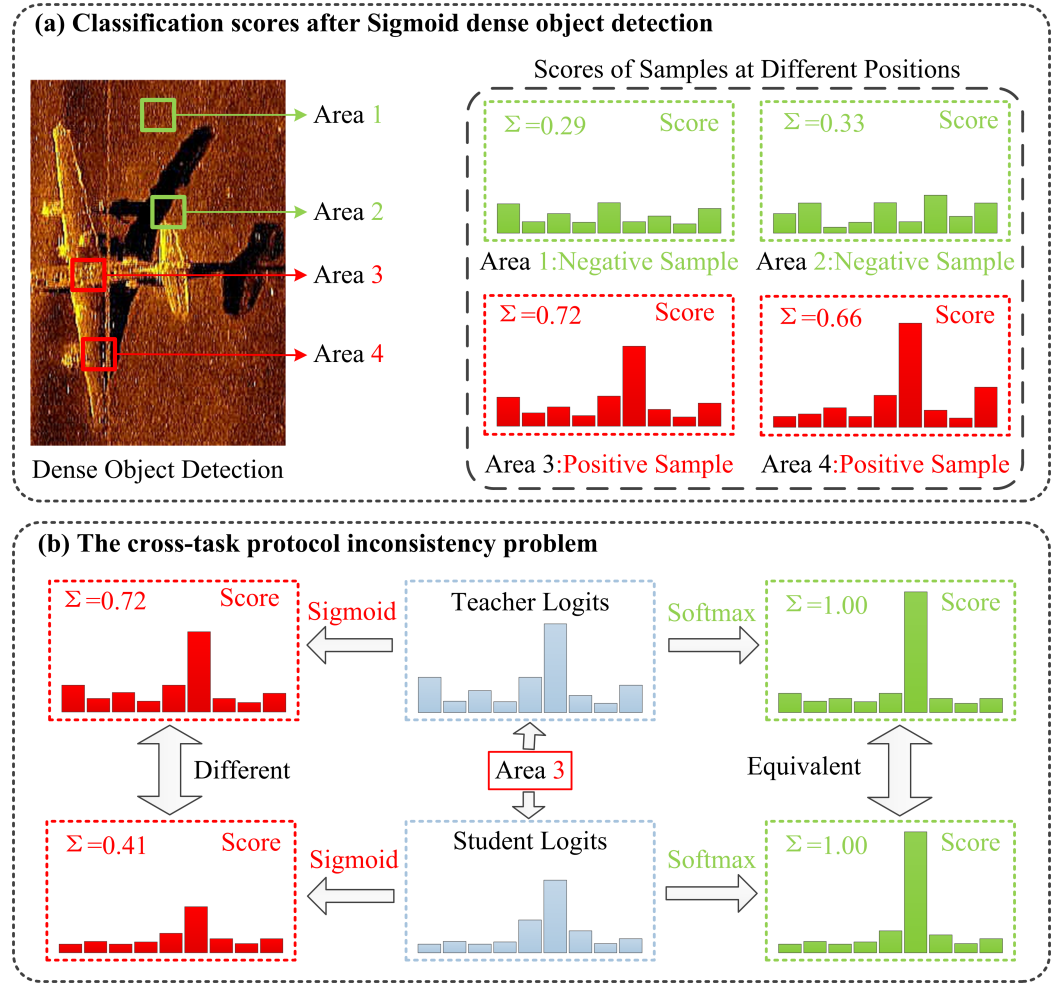 (a) Classification scores after Sigmoid dense object detection
Scores of Samples at Different Positions
Area 1
Area 2
Area 3
Area 4
Dense Object Detection
Σ=0.29 Score
Area 1:Negative Sample
Σ=0.33 Score
Area 2:Negative Sample
Σ=0.72 Score
Area 3:Positive Sample
Σ=0.66 Score
Area 4:Positive Sample
(b) The cross-task protocol inconsistency problem
Σ=0.72 Score
Sigmoid
Teacher Logits
Softmax
Σ=1.00 Score
Different
Area 3
Equivalent
Σ=0.41 Score
Sigmoid
Student Logits
Softmax
Σ=1.00 Score